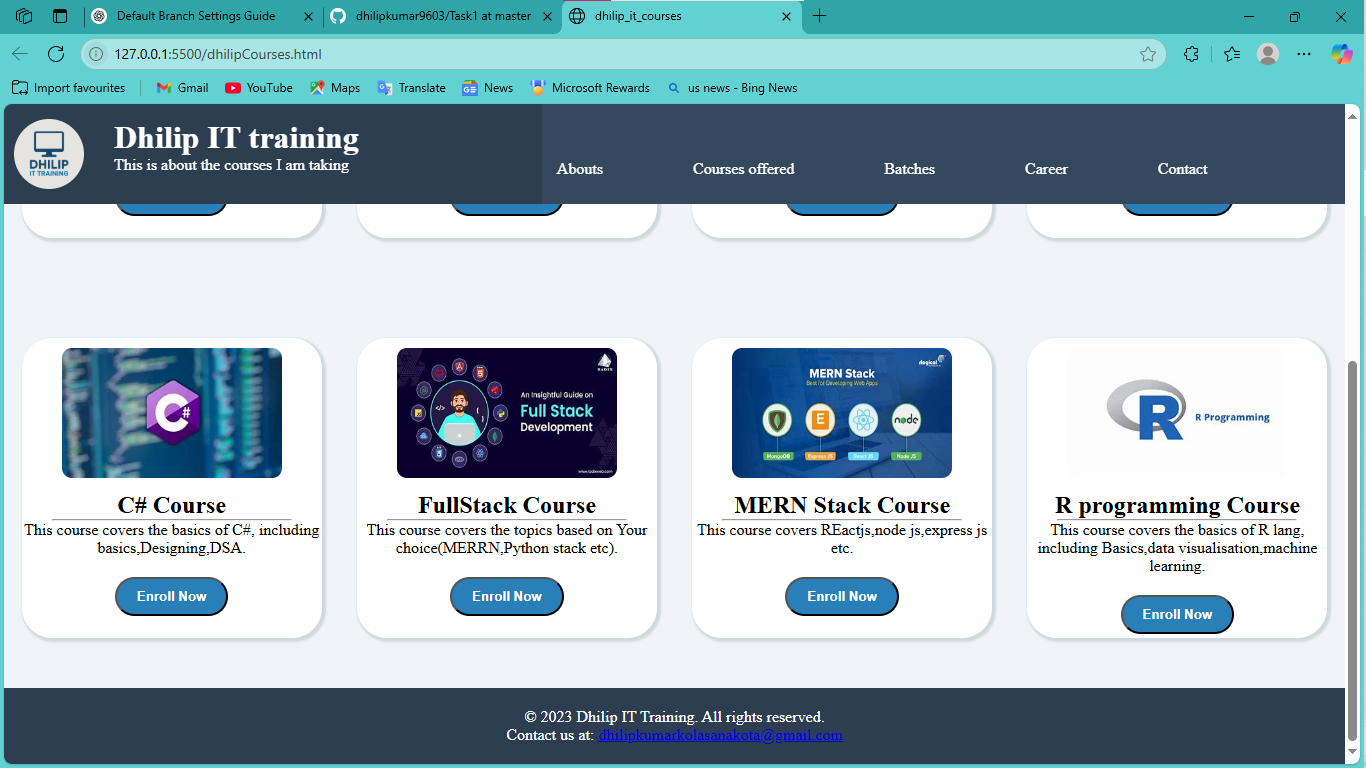 Default Branch Settings Guide
dhilipkumar9603/Task1 at master
dhilip_it_courses
127.0.0.1:5500/dhilipCourses.html
Import favourites
Gmail
YouTube
Maps
Translate
News
Microsoft Rewards
us news - Bing News
DHILIP
IT TRAINING
Dhilip IT training
This is about the courses I am taking
Abouts
Courses offered
Batches
Career
Contact
C#
C# Course
This course covers the basics of C#, including
basics,Designing,DSA.
Enroll Now
An Insightful Guide on
Full Stack
Development
www.radixweb.com
FullStack Course
This course covers the topics based on Your
choice(MERRN,Python stack etc).
Enroll Now
MERN Stack
Best for Developing Web Apps
E
node
MongoDB
Express JS
React JS
Node JS
MERN Stack Course
This course covers REactjs,node js,express js
etc.
Enroll Now
R
R Programming
R programming Course
This course covers the basics of R lang,
including Basics,data visualisation,machine
learning.
Enroll Now
© 2023 Dhilip IT Training. All rights reserved.
Contact us at: dhilipkumarkolasanakota@gmail.com